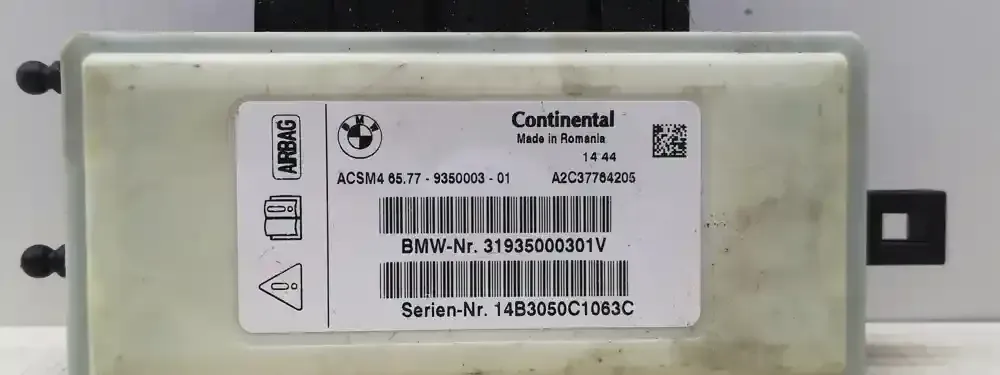 AIRBAG
BMW
Continental
Made in Romania
14 44
ACSM4 65.77 - 9350003 - 01 A2C37764205
BMW-Nr. 31935000301V
Serien-Nr. 14B3050C1063C